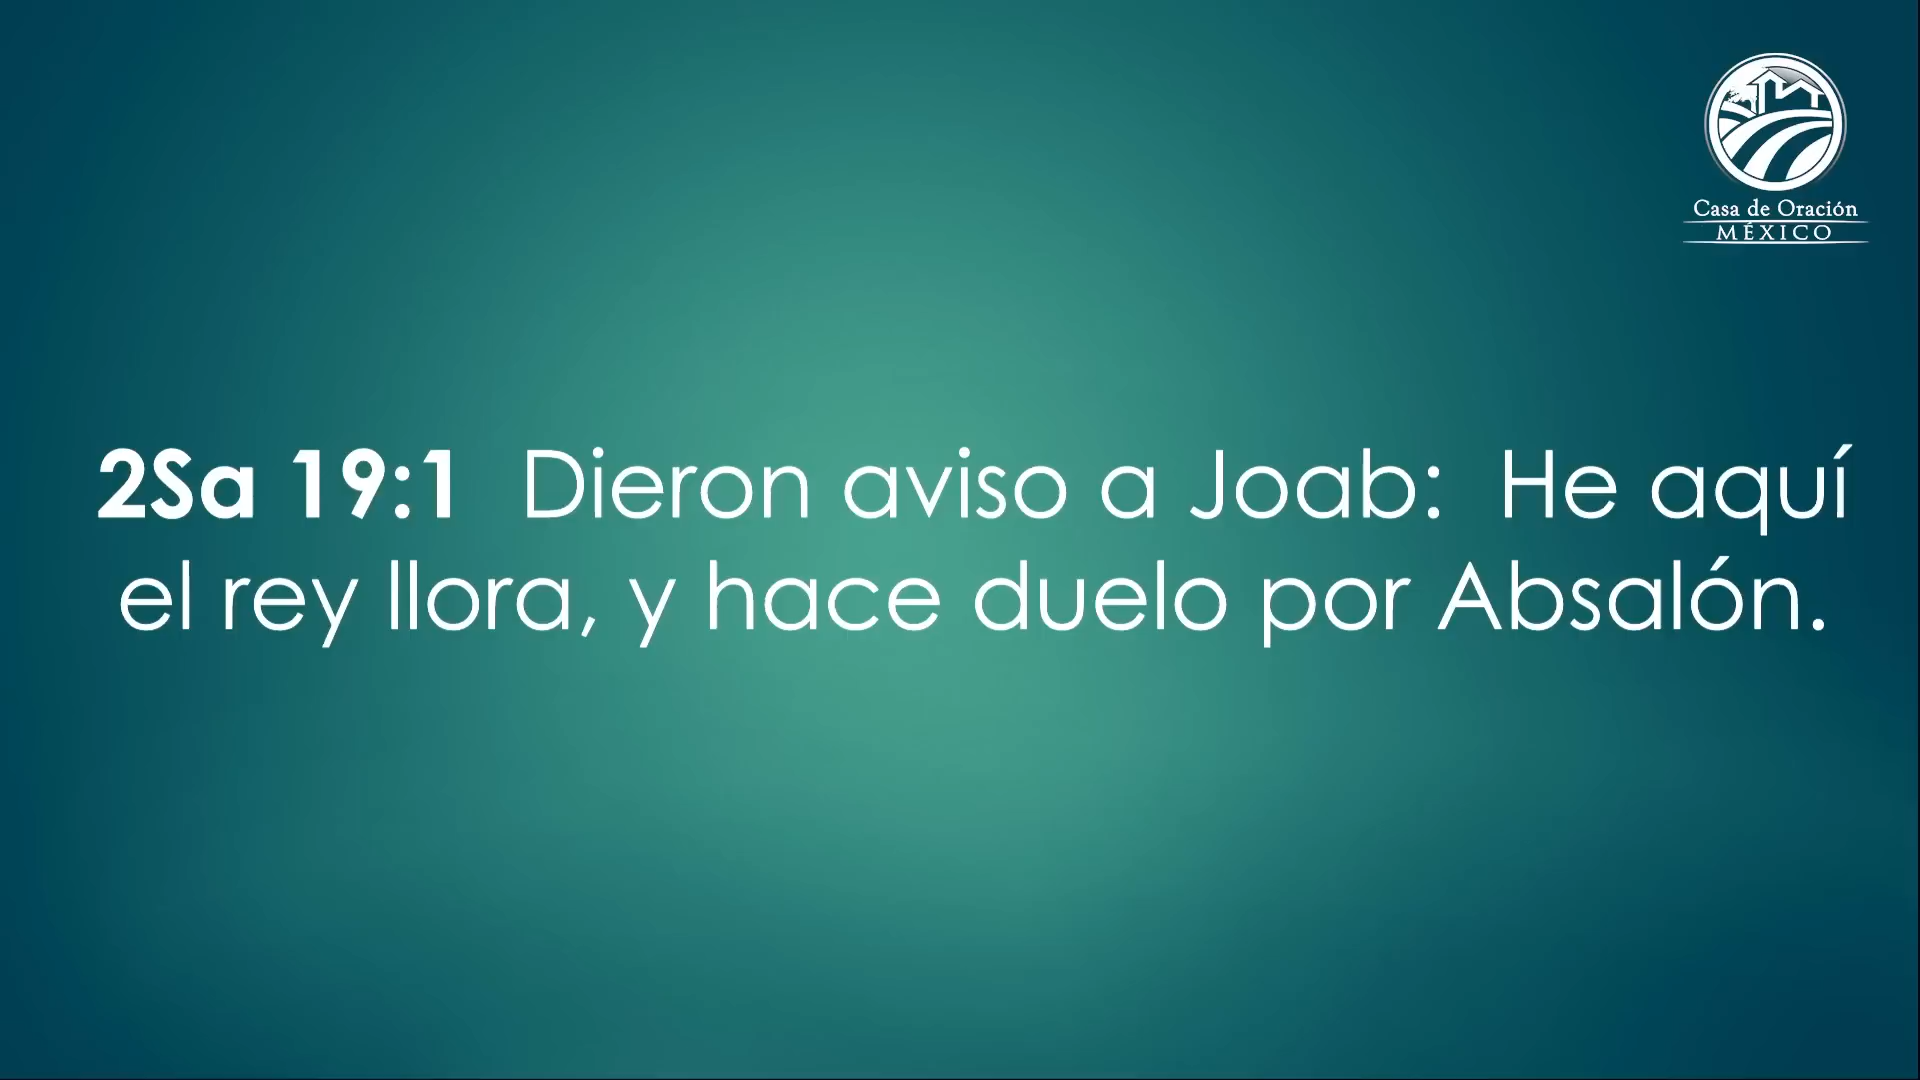 Casa de Oración
MÉXICO
2Sa 19:1  Dieron aviso a Joab:  He aquí
el rey llora, y hace duelo por Absalón.